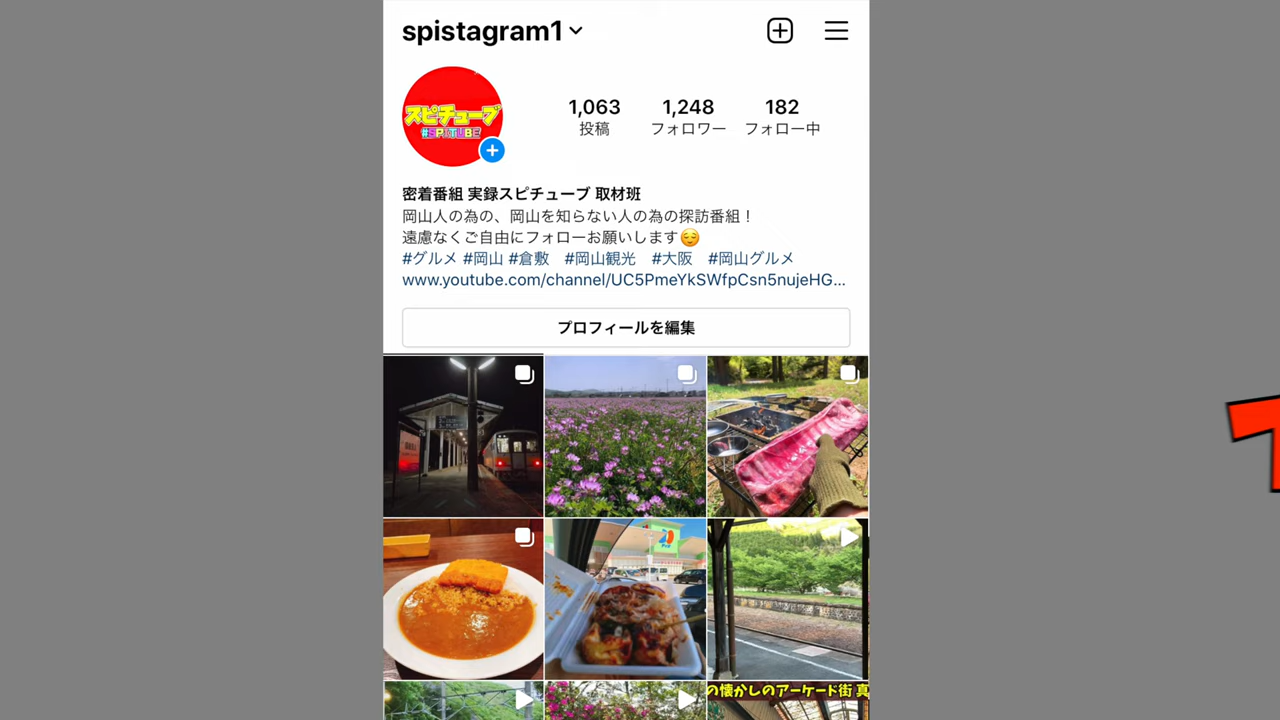 spistagram1
スピチューブ
#SPITUBE
1,063
投稿
1,248
フォロワー
182
フォロー中
密着番組 実録スピチューブ 取材班
岡山人の為の、岡山を知らない人の為の探訪番組！
遠慮なくご自由にフォローお願いします😌
#グルメ #岡山 #倉敷　#岡山観光　#大阪　#岡山グルメ
www.youtube.com/channel/UC5PmeYkSWfpCsn5nujeHG...
プロフィールを編集
の懐かしのアーケード街 真